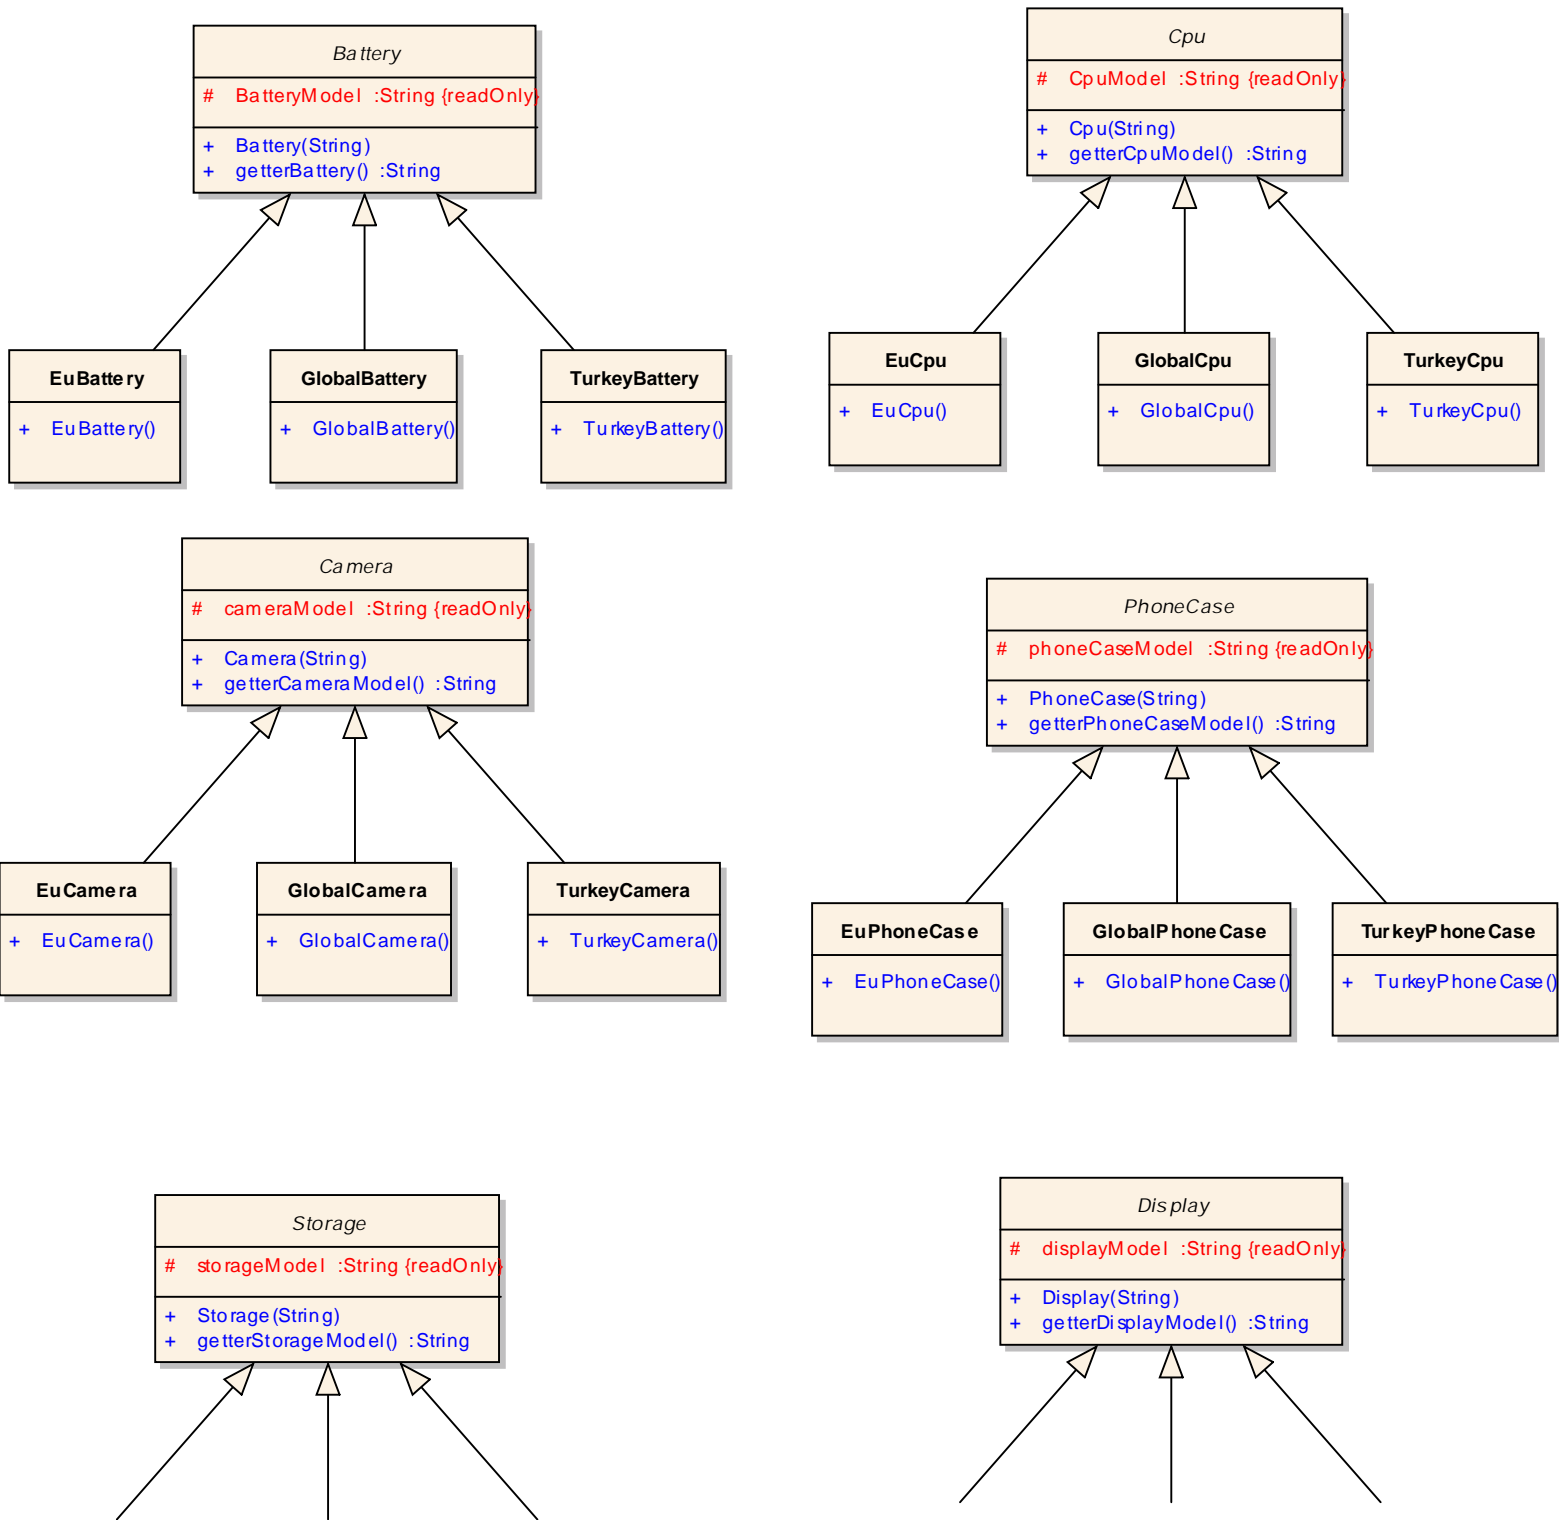 Battery
# BatteryModel :String {readOnly}
+ Battery(String)
+ getterBattery() :String
EuBattery
+ EuBattery()
GlobalBattery
+ GlobalBattery()
TurkeyBattery
+ TurkeyBattery()
Cpu
# CpuModel :String {readOnly}
+ Cpu(String)
+ getterCpuModel() :String
EuCpu
+ EuCpu()
GlobalCpu
+ GlobalCpu()
TurkeyCpu
+ TurkeyCpu()
Camera
# cameraModel :String {readOnly}
+ Camera(String)
+ getterCameraModel() :String
EuCamera
+ EuCamera()
GlobalCamera
+ GlobalCamera()
TurkeyCamera
+ TurkeyCamera()
PhoneCase
# phoneCaseModel :String {readOnly}
+ PhoneCase(String)
+ getterPhoneCaseModel() :String
EuPhoneCase
+ EuPhoneCase()
GlobalPhoneCase
+ GlobalPhoneCase()
TurkeyPhoneCase
+ TurkeyPhoneCase()
Storage
# storageModel :String {readOnly}
+ Storage(String)
+ getterStorageModel() :String
Display
# displayModel :String {readOnly}
+ Display(String)
+ getterDisplayModel() :String